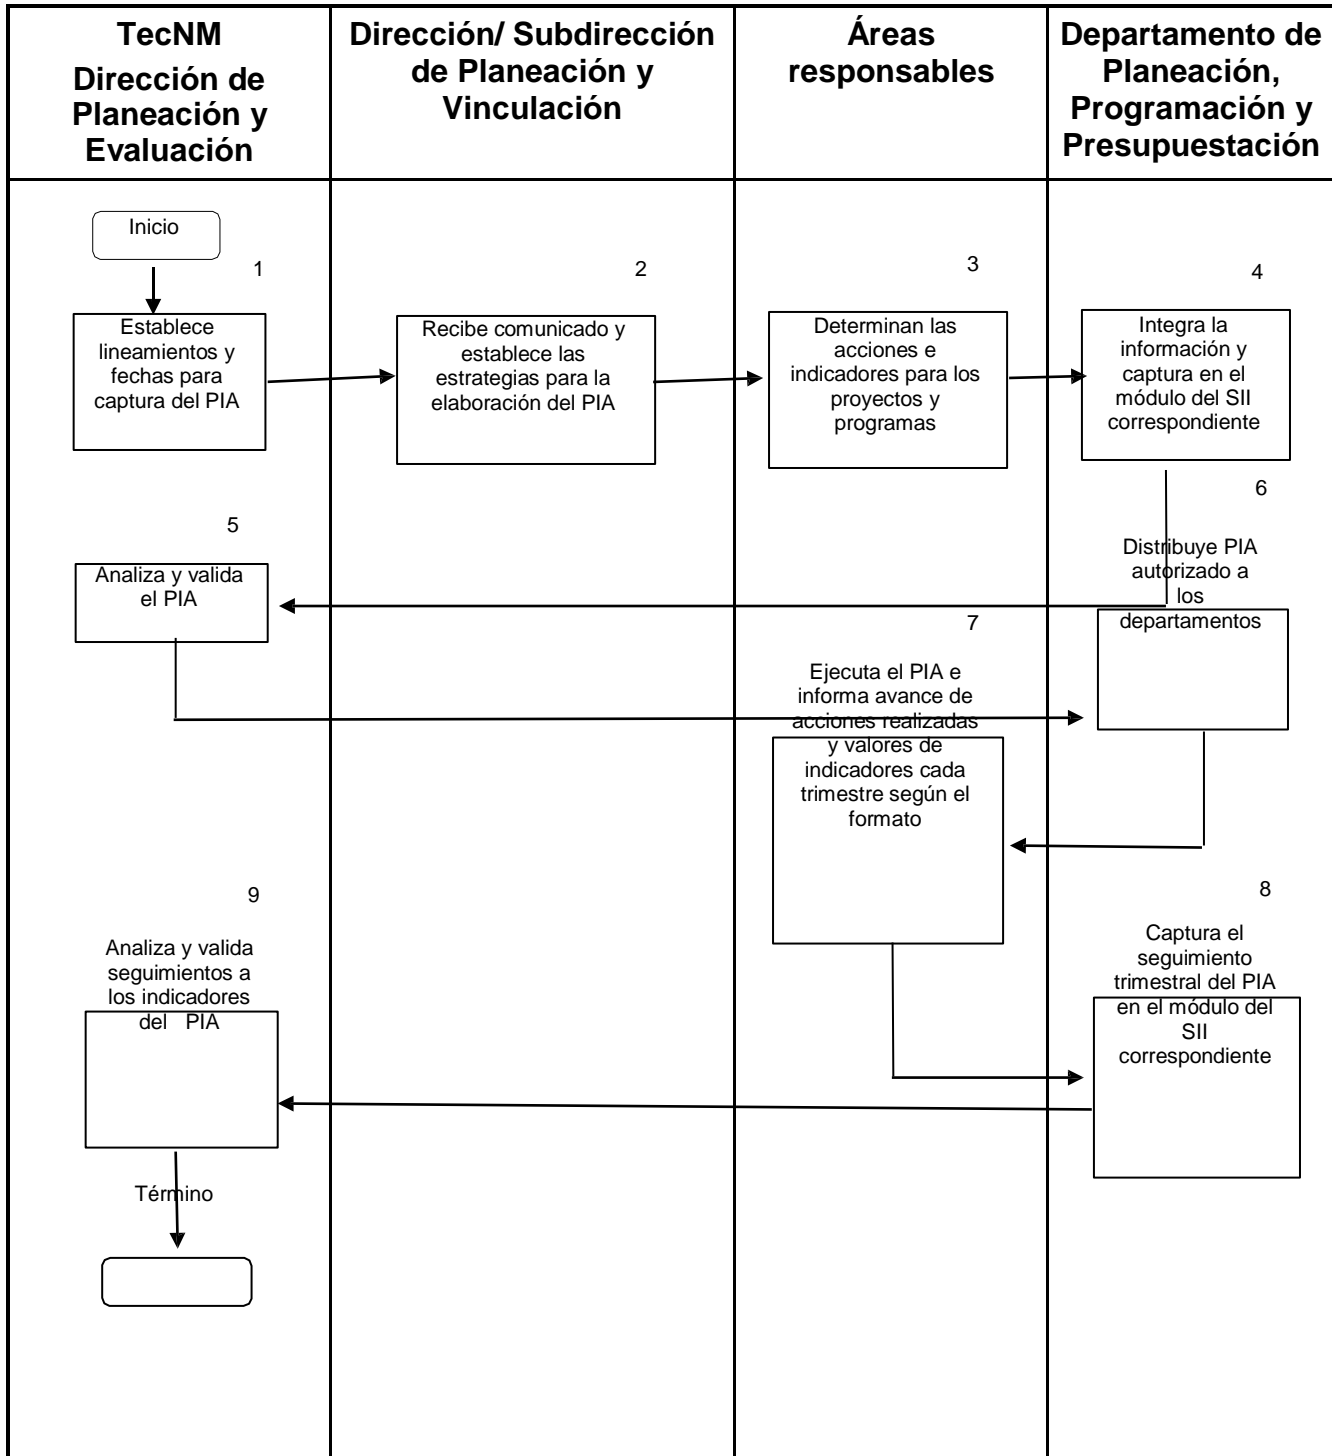 TecNM
Dirección de
Planeación y
Evaluación
Dirección/ Subdirección
de Planeación y
Vinculación
Áreas
responsables
Departamento de
Planeación,
Programación y
Presupuestación
Inicio
1
Establece
lineamientos y
fechas para
captura del PIA
2
Recibe comunicado y
establece las
estrategias para la
elaboración del PIA
3
Determinan las
acciones e
indicadores para los
proyectos y
programas
4
Integra la
información y
captura en el
módulo del SII
correspondiente
5
Analiza y valida
el PIA
6
Distribuye PIA
autorizado a
los
departamentos
7
Ejecuta el PIA e
informa avance de
acciones realizadas
y valores de
indicadores cada
trimestre según el
formato
8
Captura el
seguimiento
trimestral del PIA
en el módulo del
SII
correspondiente
9
Analiza y valida
seguimientos a
los indicadores
del PIA
Término